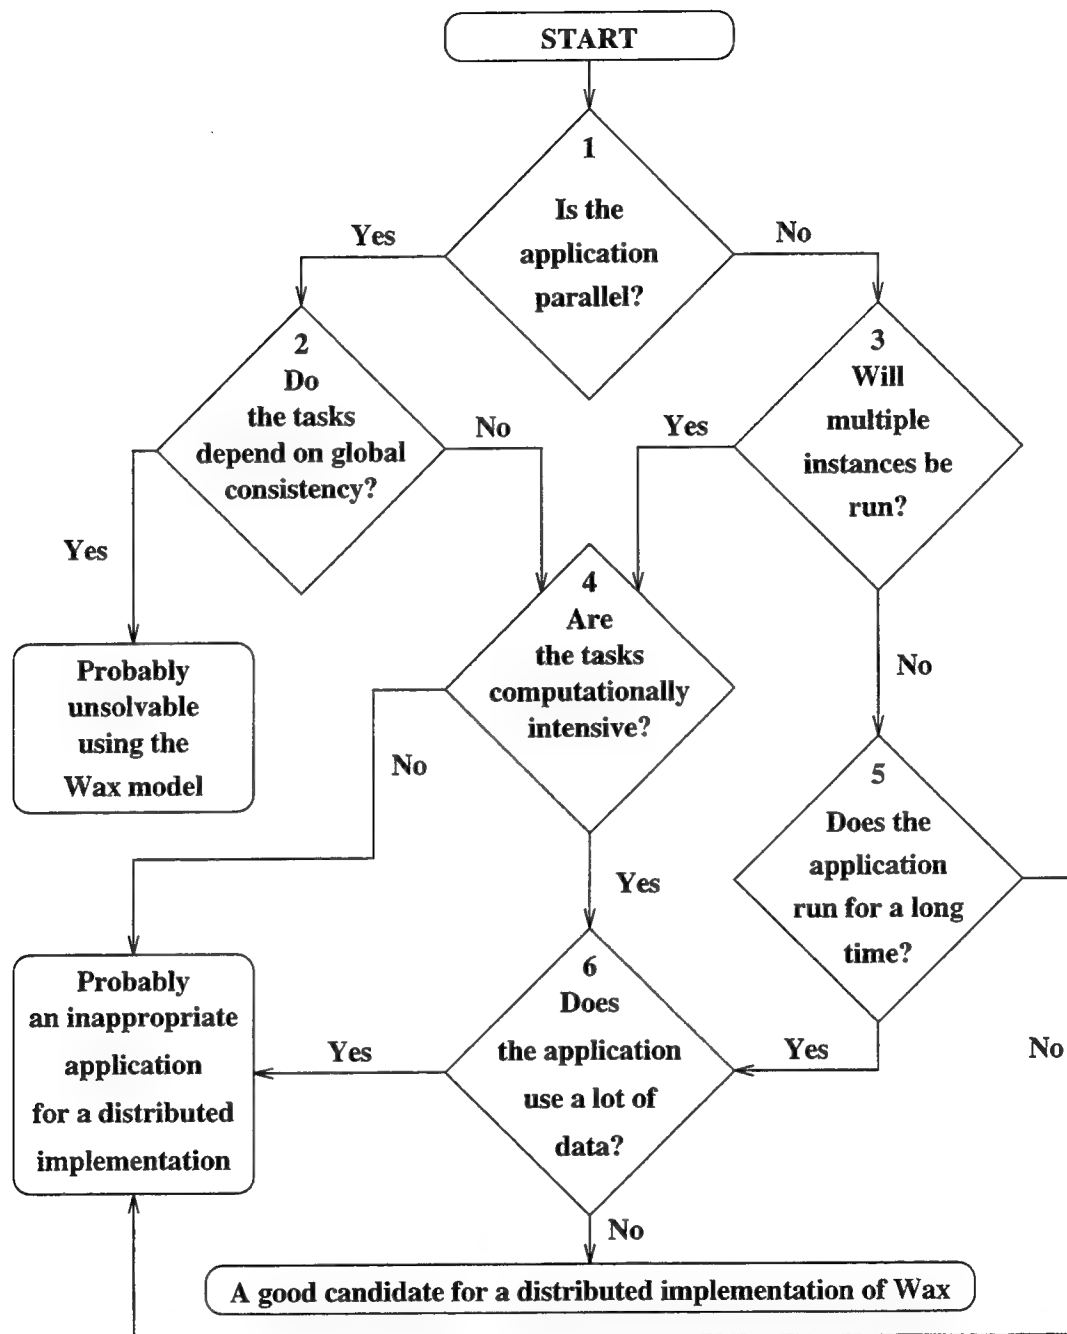 START
1
Is the
application
parallel?
Yes
No
2
Do
the tasks
depend on global
consistency?
3
Will
multiple
instances be
run?
No
Yes
Yes
4
Are
the tasks
computationally
intensive?
No
Probably
unsolvable
using the
Wax model
No
5
Does the
application
run for a long
time?
Yes
6
Does
the application
use a lot of
data?
Probably
an inappropriate
application
for a distributed
implementation
Yes
Yes
No
No
A good candidate for a distributed implementation of Wax